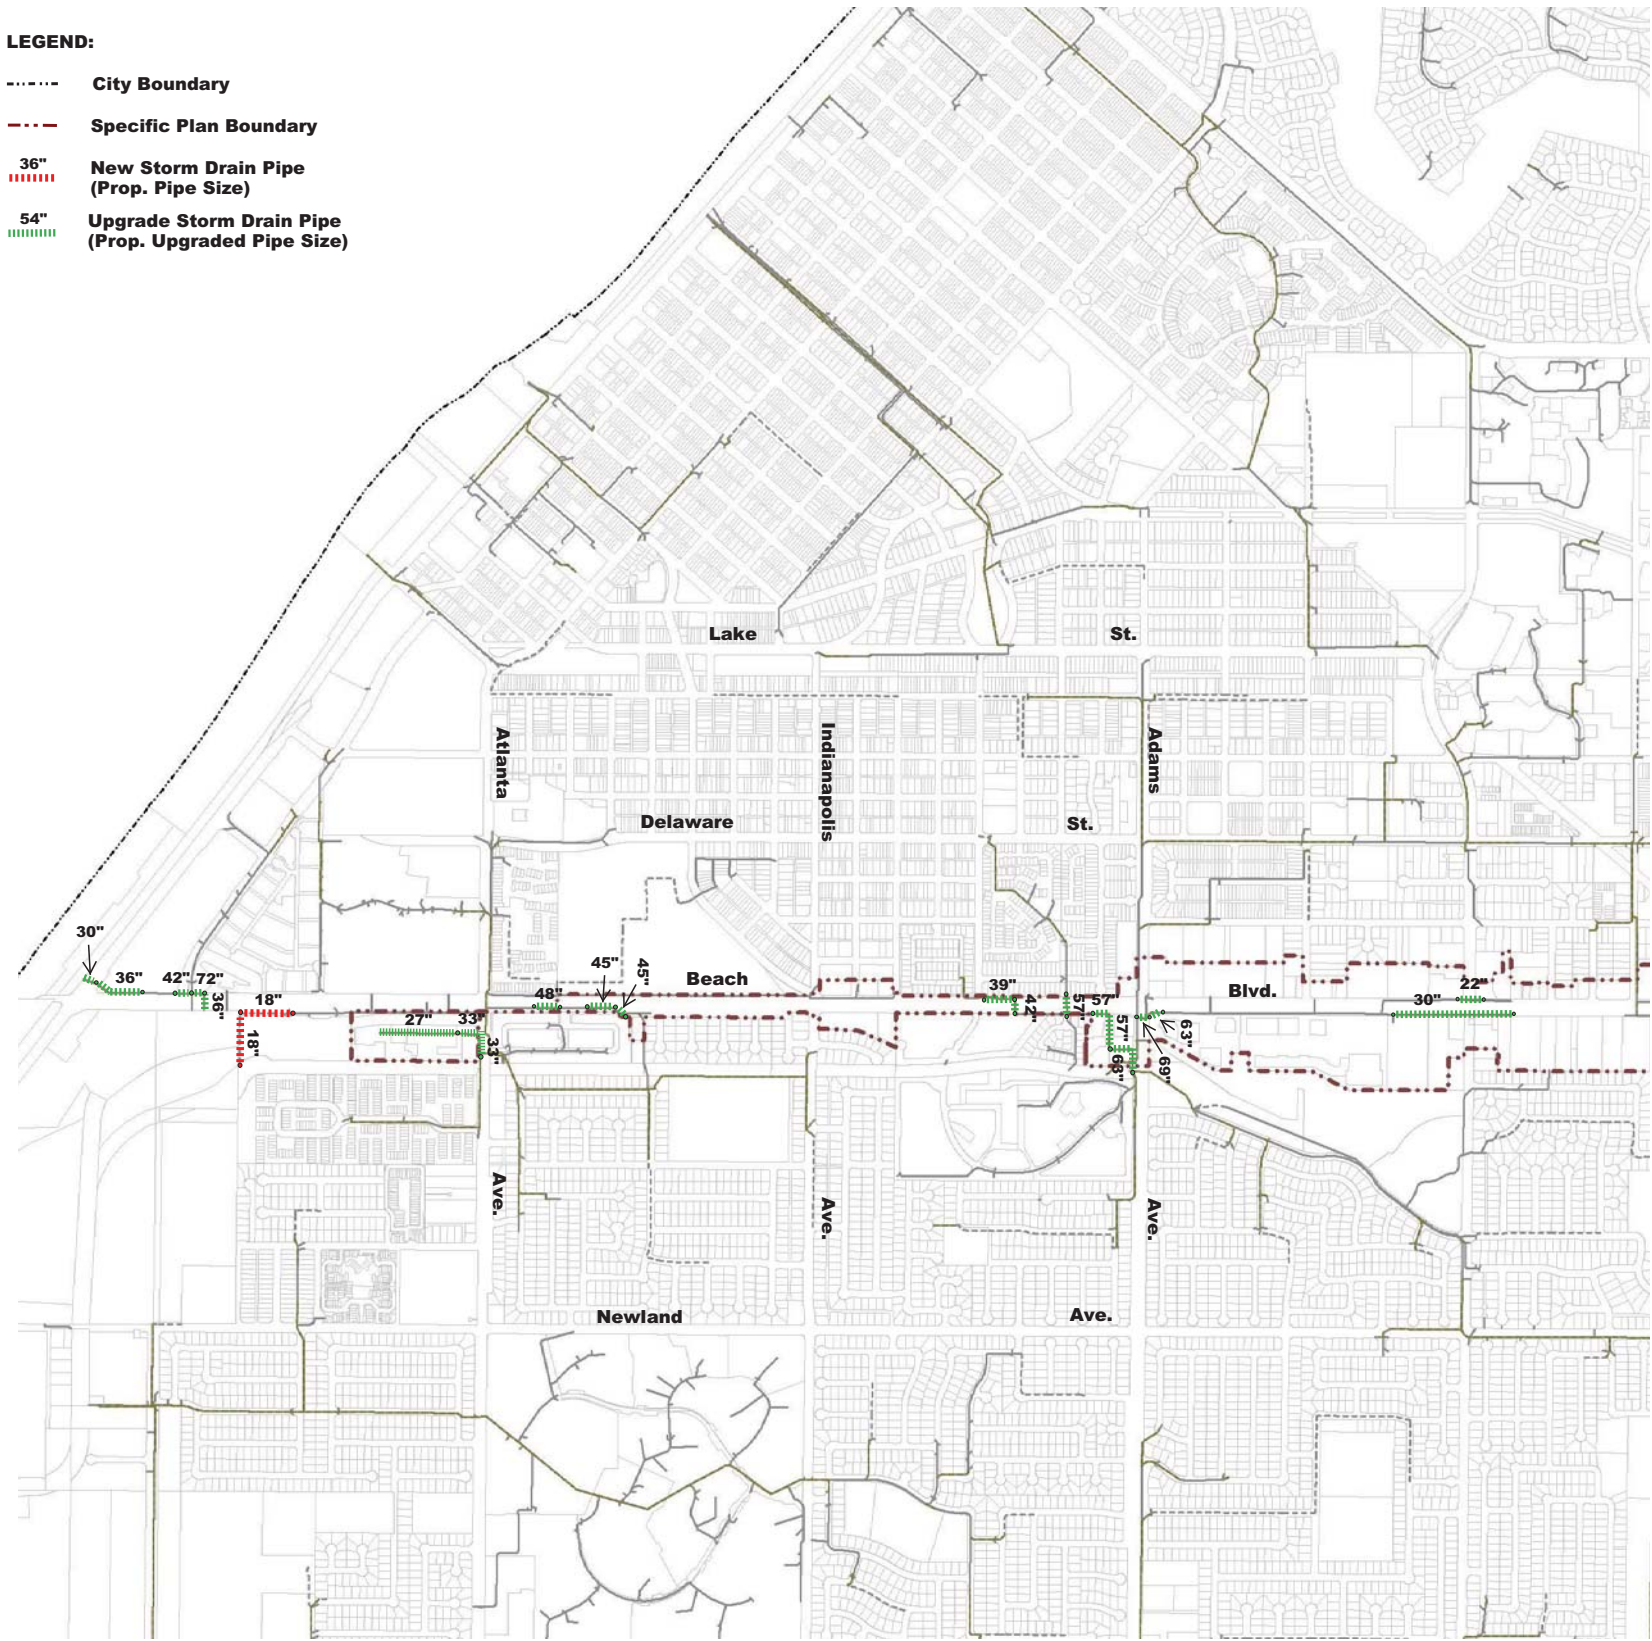 LEGEND:
City Boundary
Specific Plan Boundary
36"
New Storm Drain Pipe
(Prop. Pipe Size)
54"
Upgrade Storm Drain Pipe
(Prop. Upgraded Pipe Size)
Lake St.
Atlanta
Indianapolis
Adams
Delaware St.
30"
36"
42"
72"
36"
18"
18"
27"
33"
33"
48"
45"
45"
Beach Blvd.
39"
42"
57"
57"
57"
63"
69"
63"
30"
22"
Ave.
Ave.
Ave.
Newland Ave.